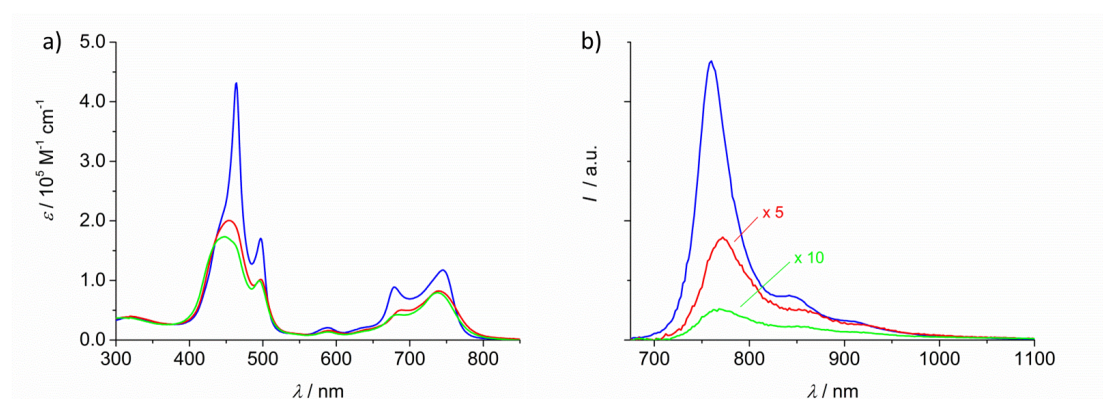 a)
5.0
4.0
3.0
2.0
1.0
0.0
ε / 10⁵ M⁻¹ cm⁻¹
300 400 500 600 700 800
λ / nm
b)
I / a.u.
x 5
x 10
700 800 900 1000 1100
λ / nm